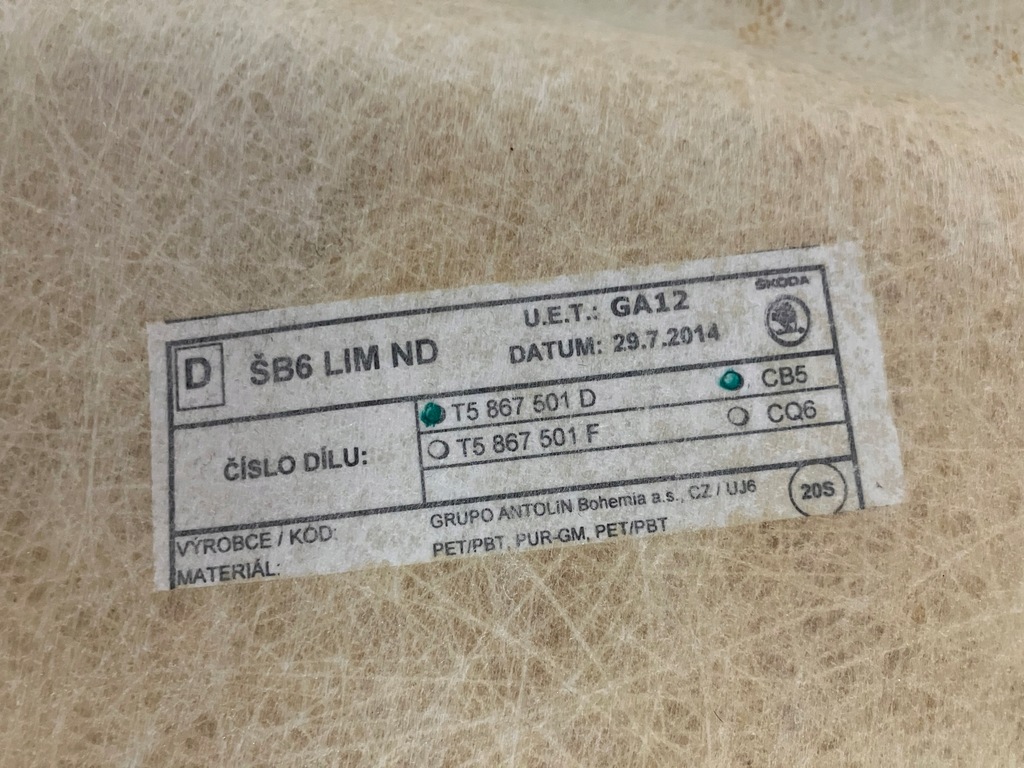 ŠKODA
D ŠB6 LIM ND
U.E.T.: GA12
DATUM: 29.7.2014
ČÍSLO DÍLU:
T5 867 501 D CB5
T5 867 501 F CQ6
VÝROBCE / KÓD: GRUPO ANTOLIN Bohemia a.s., CZ / UJ6
20S
MATERIÁL: PET/PBT, PUR-GM, PET/PBT